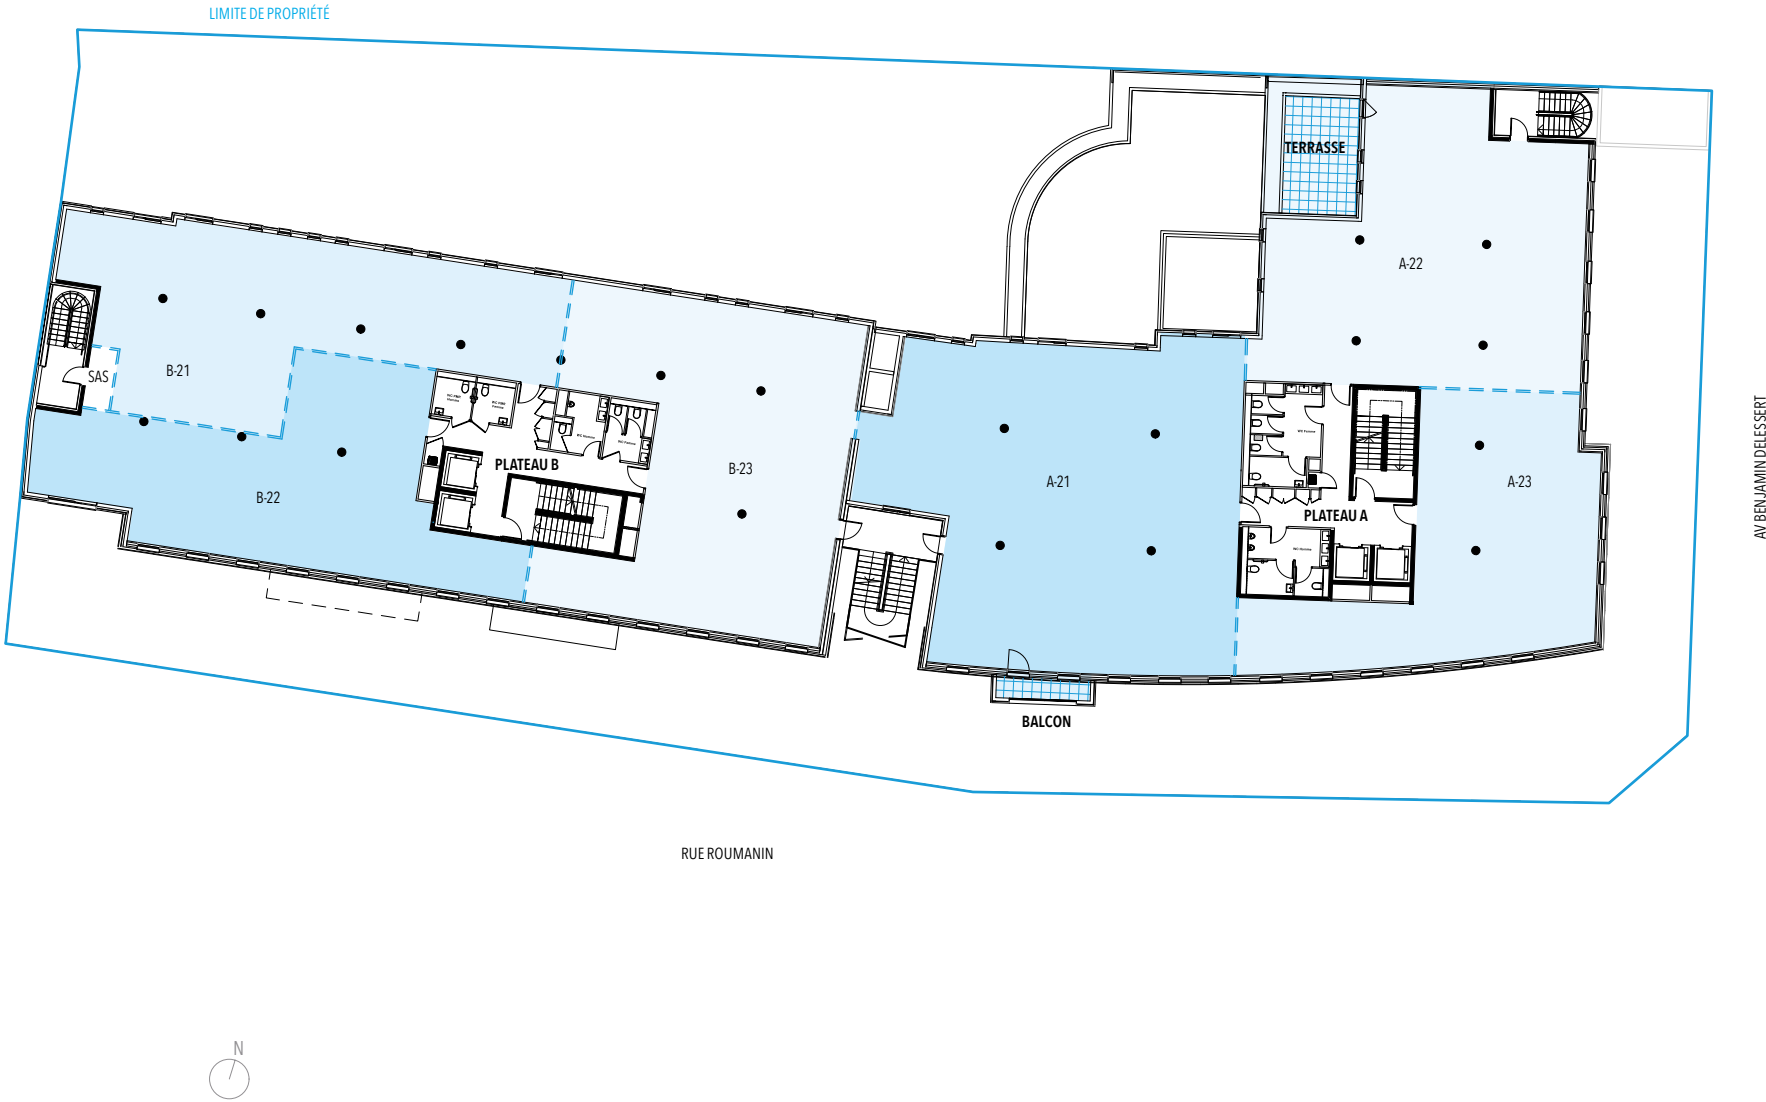 LIMITE DE PROPRIÉTÉ
TERRASSE
A-22
B-21
SAS
PLATEAU B
B-22
B-23
A-21
A-23
PLATEAU A
BALCON
AV BENJAMIN DELESSERT
RUE ROUMANIN
N